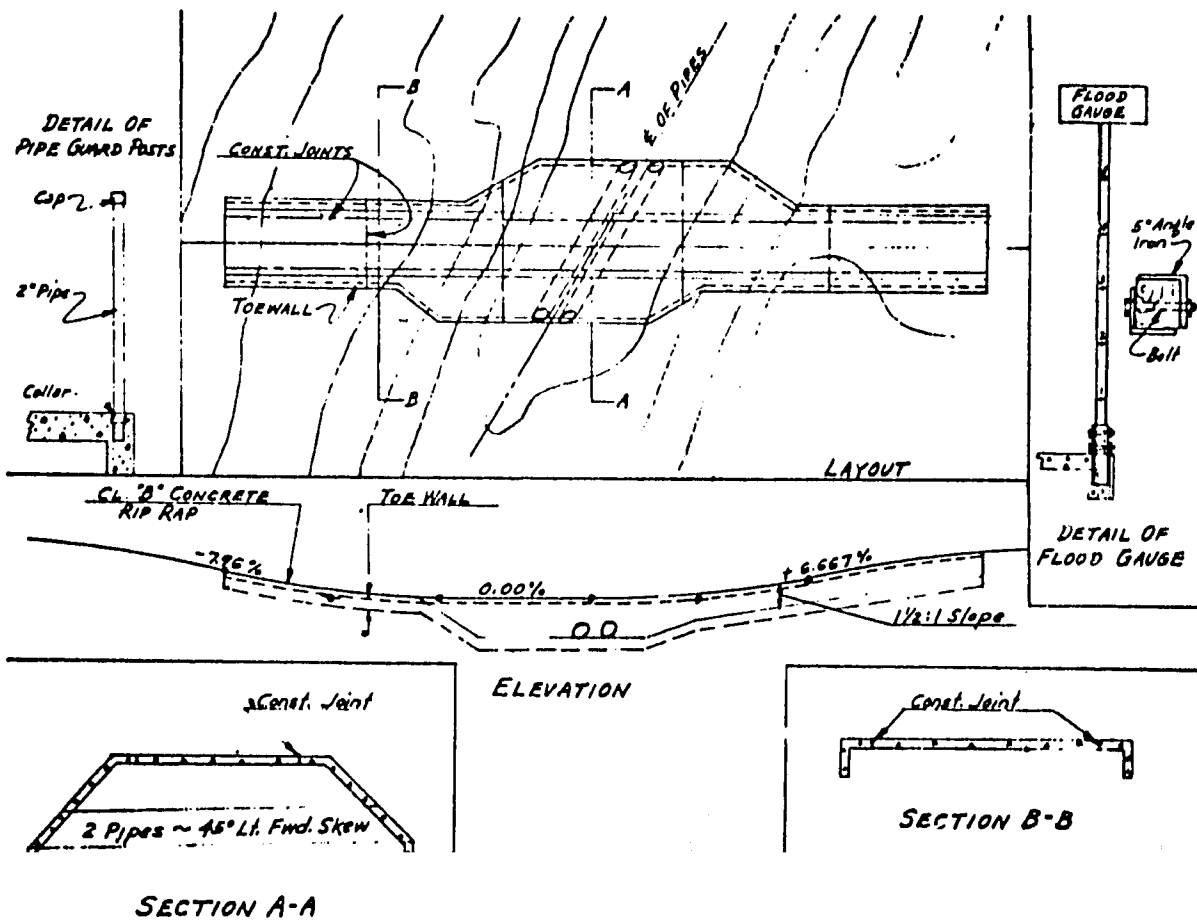 DETAIL OF
PIPE GUARD POSTS
Cap
2" Pipe
Collar
CONST. JOINTS
B
A
℄ OF PIPES
TOEWALL
B
A
LAYOUT
FLOOD
GAUGE
5" Angle
Iron
Bolt
DETAIL OF
FLOOD GAUGE
CL. "B" CONCRETE
RIP RAP
TOE WALL
-7.96%
0.00%
+ 6.667%
1½:1 Slope
ELEVATION
Const. Joint
2 Pipes ~ 45° Lt. Fwd. Skew
SECTION A-A
Const. Joint
SECTION B-B